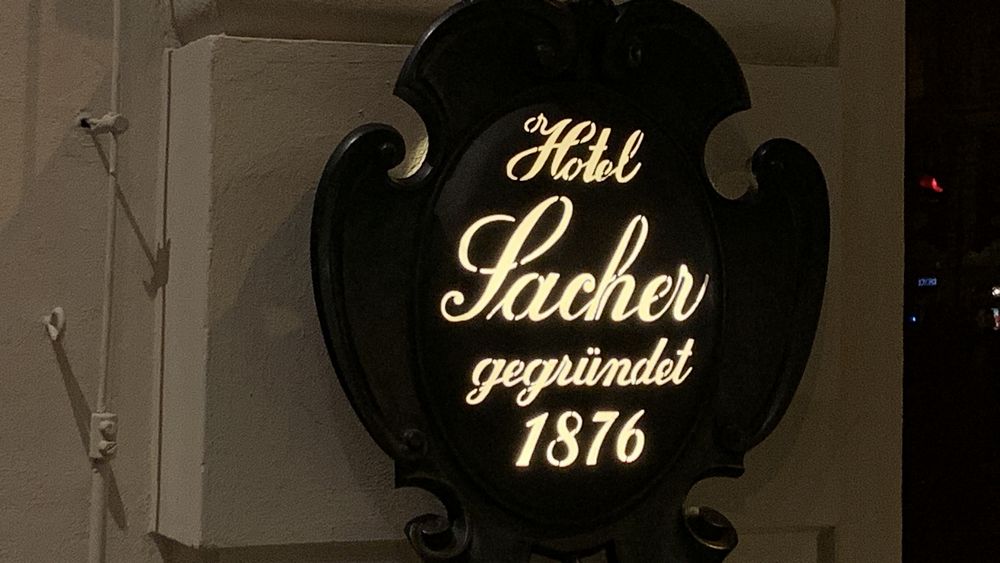 Hotel
Sacher
gegründet
1876